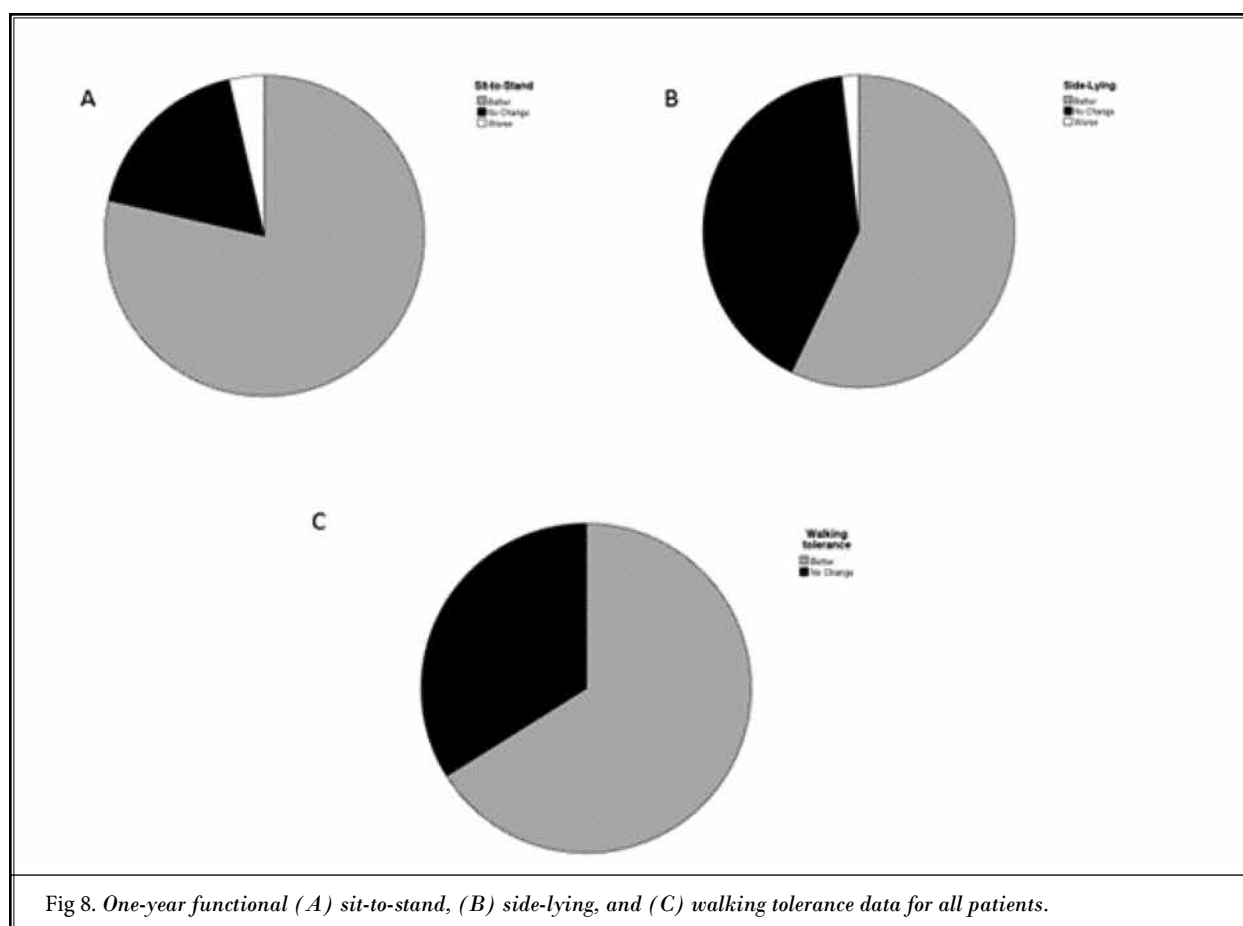 A
Sit-to-Stand
Better
No Change
Worse
B
Side-Lying
Better
No Change
Worse
C
Walking
tolerance
Better
No Change
Fig 8. One-year functional (A) sit-to-stand, (B) side-lying, and (C) walking tolerance data for all patients.